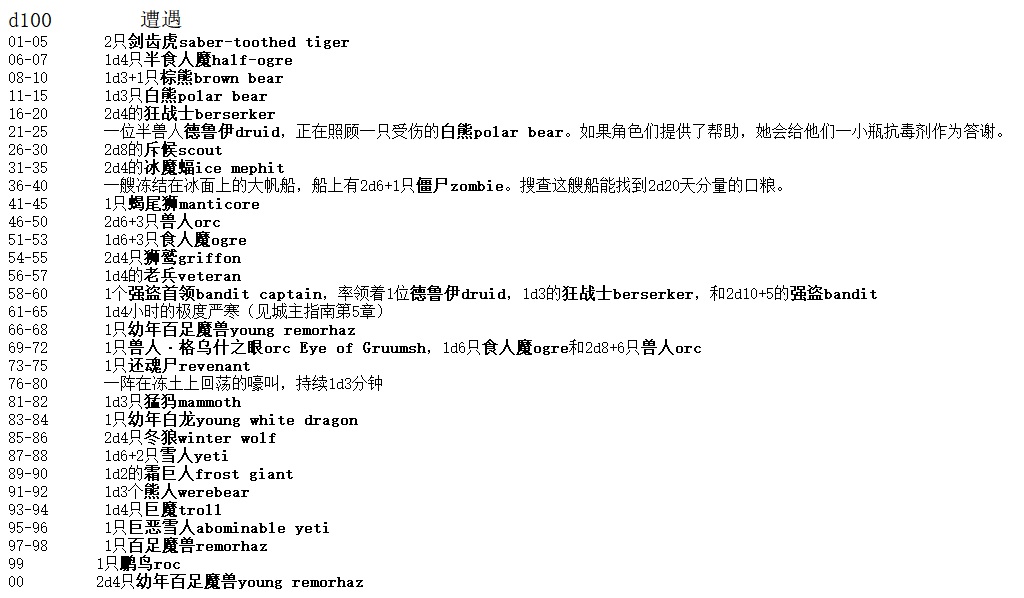 d100 遭遇
01-05 2只剑齿虎saber-toothed tiger
06-07 1d4只半食人魔half-ogre
08-10 1d3+1只棕熊brown bear
11-15 1d3只白熊polar bear
16-20 2d4的狂战士berserker
21-25 一位半兽人德鲁伊druid，正在照顾一只受伤的白熊polar bear。如果角色们提供了帮助，她会给他们一小瓶抗毒剂作为答谢。
26-30 2d8的斥候scout
31-35 2d4的冰魔蝠ice mephit
36-40 一艘冻结在冰面上的大帆船，船上有2d6+1只僵尸zombie。搜查这艘船能找到2d20天分量的口粮。
41-45 1只蝎尾狮manticore
46-50 2d6+3只兽人orc
51-53 1d6+3只食人魔ogre
54-55 2d4只狮鹫griffon
56-57 1d4的老兵veteran
58-60 1个强盗首领bandit captain，率领着1位德鲁伊druid，1d3的狂战士berserker，和2d10+5的强盗bandit
61-65 1d4小时的极度严寒（见城主指南第5章）
66-68 1只幼年百足魔兽young remorhaz
69-72 1只兽人·格乌什之眼orc Eye of Gruumsh，1d6只食人魔ogre和2d8+6只兽人orc
73-75 1只还魂尸revenant
76-80 一阵在冻土上回荡的嚎叫，持续1d3分钟
81-82 1d3只猛犸mammoth
83-84 1只幼年白龙young white dragon
85-86 2d4只冬狼winter wolf
87-88 1d6+2只雪人yeti
89-90 1d2的霜巨人frost giant
91-92 1d3个熊人werebear
93-94 1d4只巨魔troll
95-96 1只巨恶雪人abominable yeti
97-98 1只百足魔兽remorhaz
99 1只鹏鸟roc
00 2d4只幼年百足魔兽young remorhaz